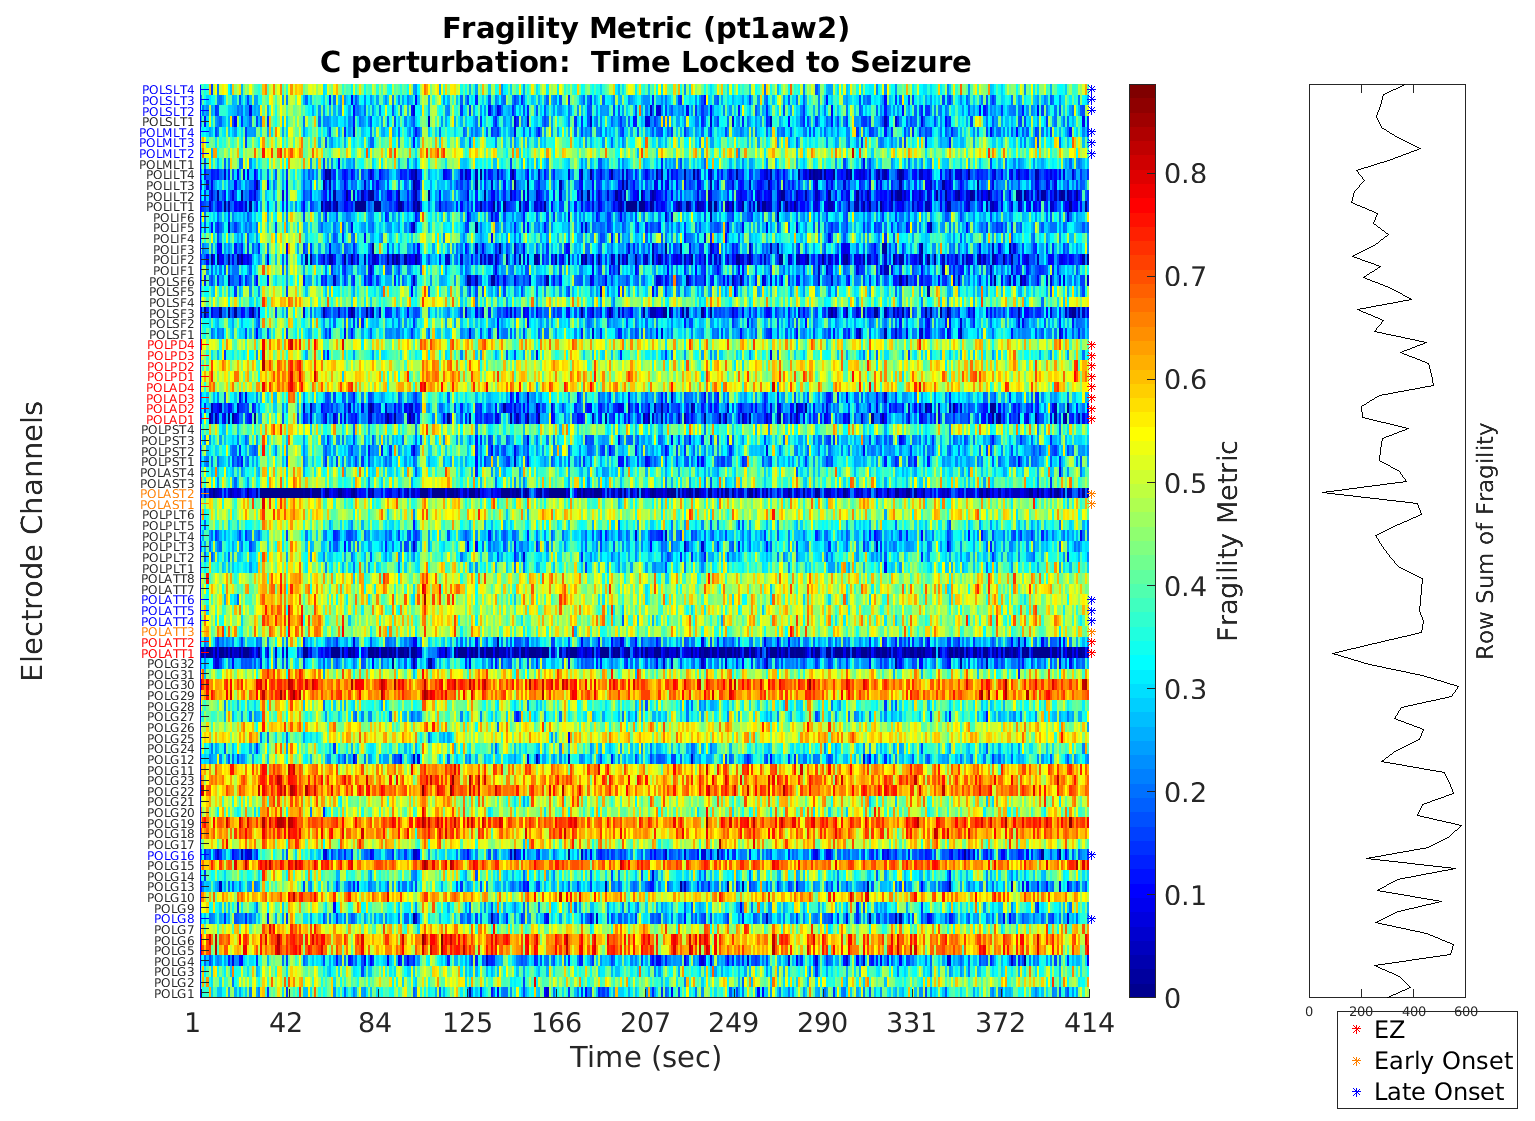 Fragility Metric (pt1aw2)
C perturbation:  Time Locked to Seizure
Electrode Channels
POLSLT4
POLSLT3
POLSLT2
POLSLT1
POLMLT4
POLMLT3
POLMLT2
POLMLT1
POLILT4
POLILT3
POLILT2
POLILT1
POLIF6
POLIF5
POLIF4
POLIF3
POLIF2
POLIF1
POLSF6
POLSF5
POLSF4
POLSF3
POLSF2
POLSF1
POLPD4
POLPD3
POLPD2
POLPD1
POLAD4
POLAD3
POLAD2
POLAD1
POLPST4
POLPST3
POLPST2
POLPST1
POLAST4
POLAST3
POLAST2
POLAST1
POLPLT6
POLPLT5
POLPLT4
POLPLT3
POLPLT2
POLPLT1
POLATT8
POLATT7
POLATT6
POLATT5
POLATT4
POLATT3
POLATT2
POLATT1
POLG32
POLG31
POLG30
POLG29
POLG28
POLG27
POLG26
POLG25
POLG24
POLG12
POLG11
POLG23
POLG22
POLG21
POLG20
POLG19
POLG18
POLG17
POLG16
POLG15
POLG14
POLG13
POLG10
POLG9
POLG8
POLG7
POLG6
POLG5
POLG4
POLG3
POLG2
POLG1
1 42 84 125 166 207 249 290 331 372 414
Time (sec)
0.8
0.7
0.6
0.5
0.4
0.3
0.2
0.1
0
Fragility Metric
0 200 400 600
Row Sum of Fragility
EZ
Early Onset
Late Onset